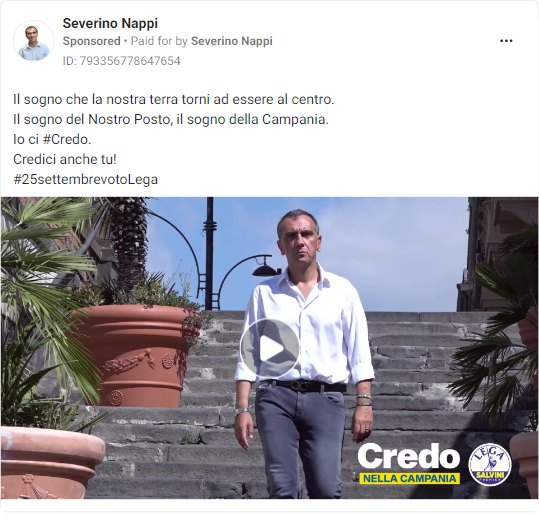 Severino Nappi
Sponsored • Paid for by Severino Nappi
ID: 793356778647654
Il sogno che la nostra terra torni ad essere al centro.
Il sogno del Nostro Posto, il sogno della Campania.
Io ci #Credo.
Credici anche tu!
#25settembrevotoLega
Credo
NELLA CAMPANIA
LEGA
SALVINI
PREMIER